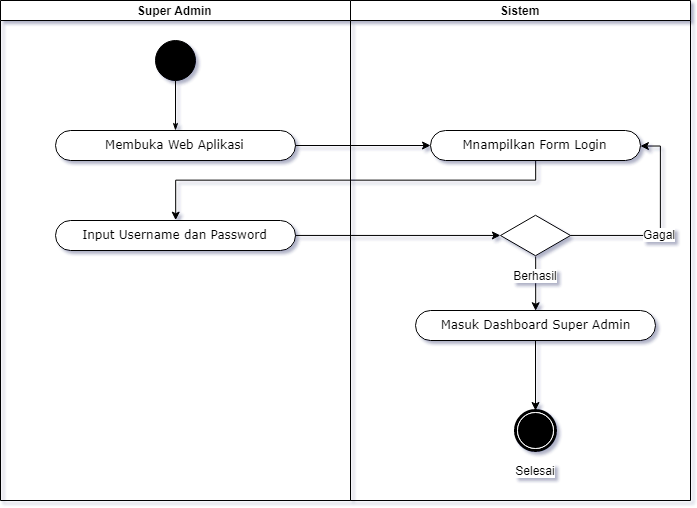 Super Admin
Sistem
Membuka Web Aplikasi
Mnampilkan Form Login
Input Username dan Password
Gagal
Berhasil
Masuk Dashboard Super Admin
Selesai